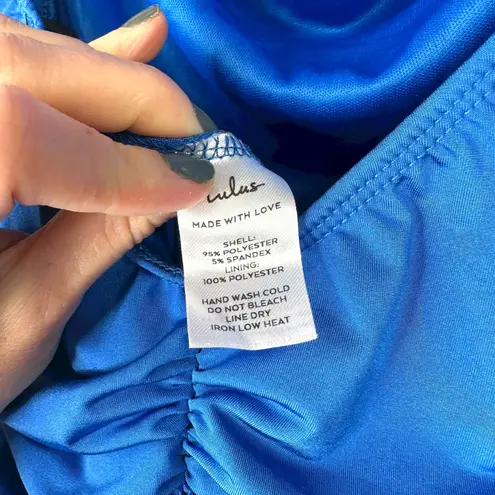 lulus
MADE WITH LOVE
SHELL:
95% POLYESTER
5% SPANDEX
LINING:
100% POLYESTER
HAND WASH COLD
DO NOT BLEACH
LINE DRY
IRON LOW HEAT